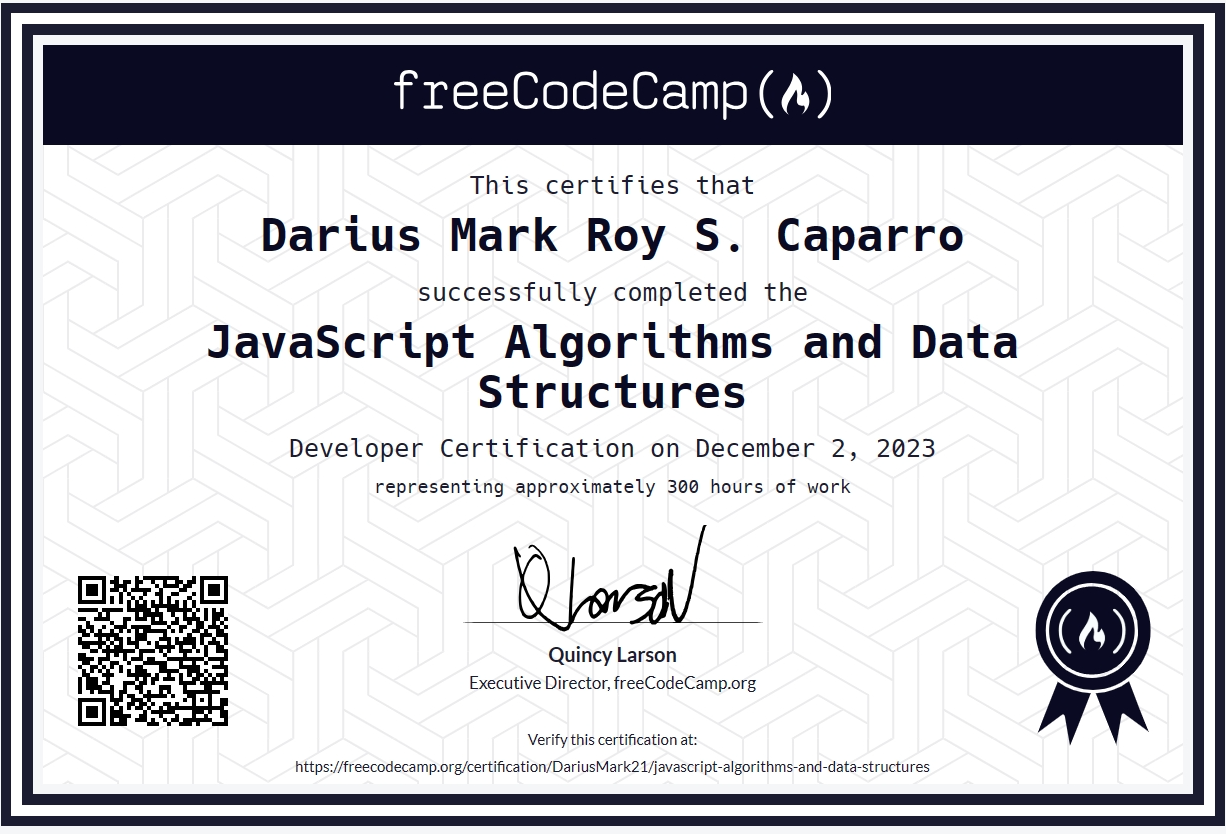 freeCodeCamp
This certifies that
Darius Mark Roy S. Caparro
successfully completed the
JavaScript Algorithms and Data
Structures
Developer Certification on December 2, 2023
representing approximately 300 hours of work
Quincy Larson
Executive Director, freeCodeCamp.org
Verify this certification at:
https://freecodecamp.org/certification/DariusMark21/javascript-algorithms-and-data-structures